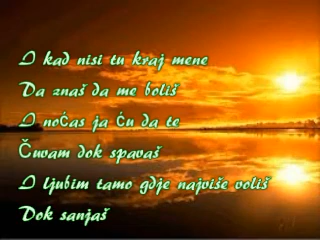 I kad nisi tu kraj mene
Da znaš da me boliš
I noćas ja ću da te
Čuvam dok spavaš
I ljubim tamo gdje najviše voliš
Dok sanjaš